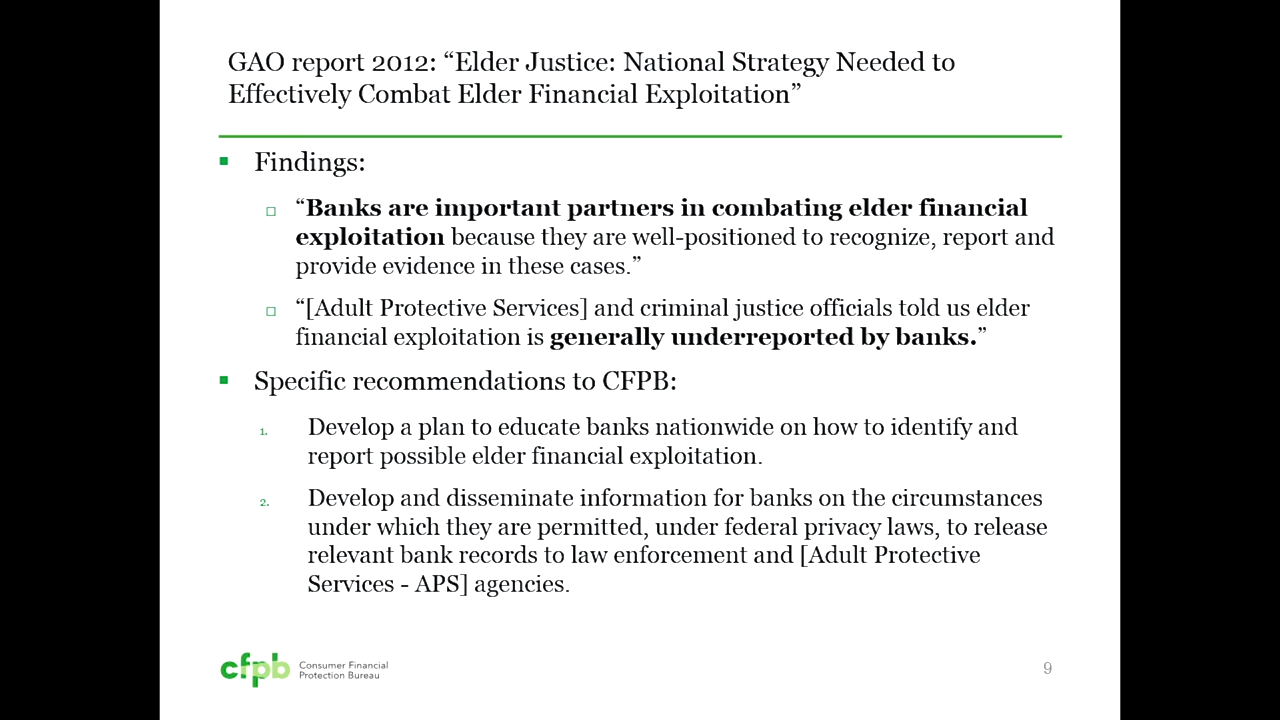 GAO report 2012: “Elder Justice: National Strategy Needed to
Effectively Combat Elder Financial Exploitation”
Findings:
“Banks are important partners in combating elder financial
exploitation because they are well-positioned to recognize, report and
provide evidence in these cases.”
“[Adult Protective Services] and criminal justice officials told us elder
financial exploitation is generally underreported by banks.”
Specific recommendations to CFPB:
1. Develop a plan to educate banks nationwide on how to identify and
report possible elder financial exploitation.
2. Develop and disseminate information for banks on the circumstances
under which they are permitted, under federal privacy laws, to release
relevant bank records to law enforcement and [Adult Protective
Services - APS] agencies.
cfpb Consumer Financial
Protection Bureau
9